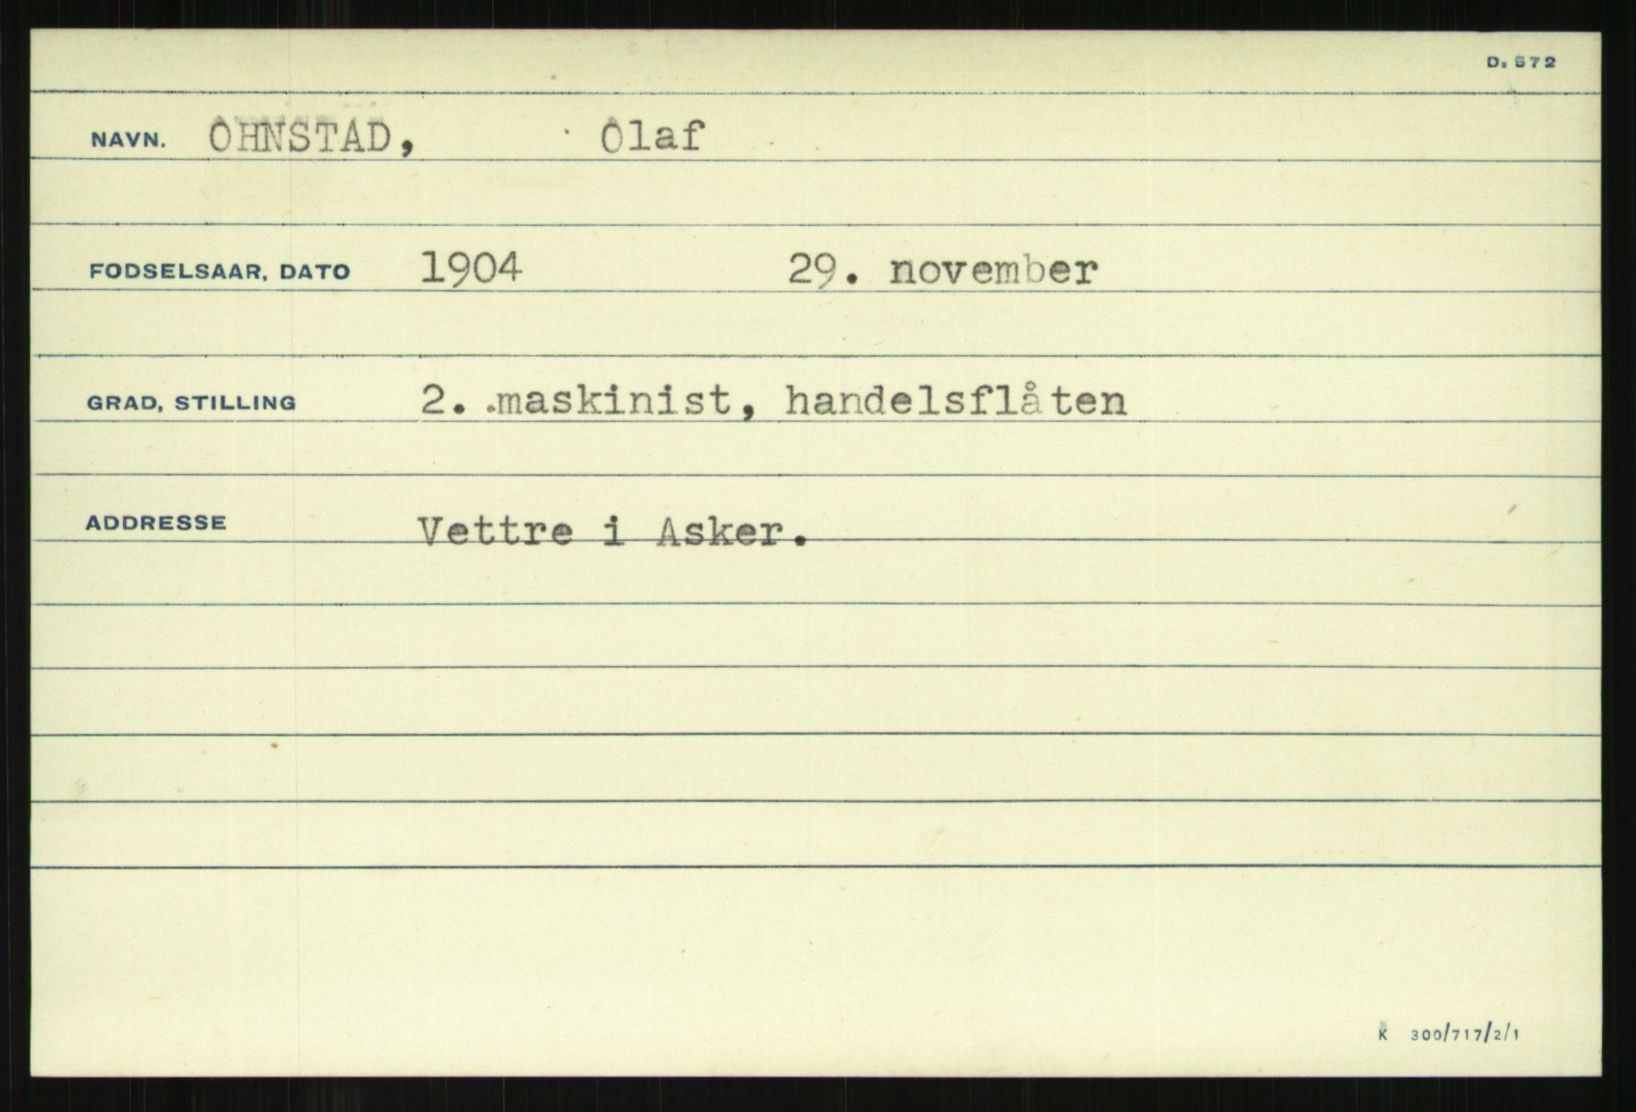 D. 572
NAVN. OHNSTAD, Olaf
FODSELSAAR, DATO 1904 29. november
GRAD, STILLING 2. maskinist, handelsflåten
ADDRESSE Vettre i Asker.
K 300/717/2/1